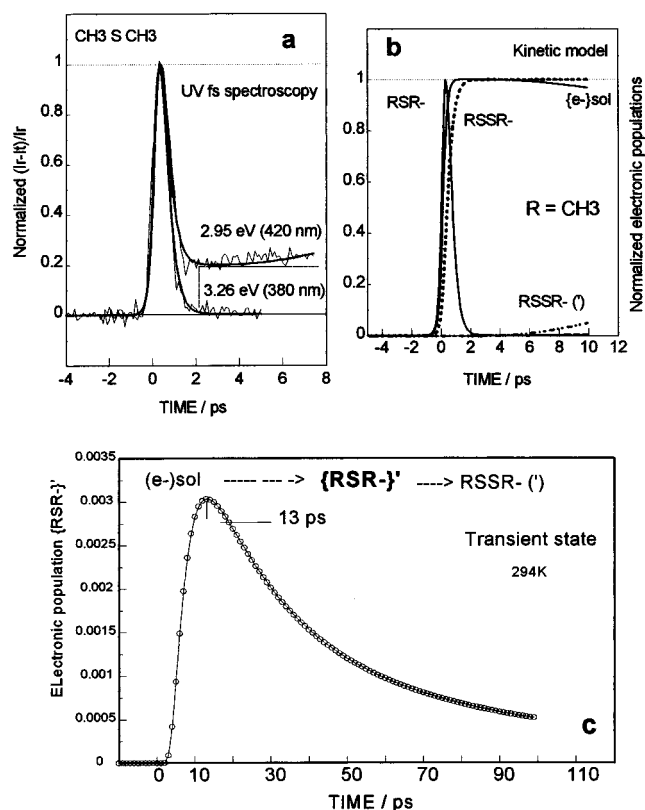 CH3 S CH3
a
UV fs spectroscopy
Normalized (Ir-It)/Ir
1
0.8
0.6
0.4
0.2
0
2.95 eV (420 nm)
3.26 eV (380 nm)
-4 -2 0 2 4 6 8
TIME / ps
b
Kinetic model
1
0.8
0.6
0.4
0.2
0
RSR-
RSSR-
{e-}sol
R = CH3
RSSR- (')
Normalized electronic populations
-4 -2 0 2 4 6 8 10 12
TIME / ps
0.0035
0.003
0.0025
0.002
0.0015
0.001
0.0005
0
ELectronic population {RSR-}'
(e-)sol -----> {RSR-}' ----> RSSR- (')
13 ps
Transient state
294K
c
0 10 30 50 70 90 110
TIME / ps